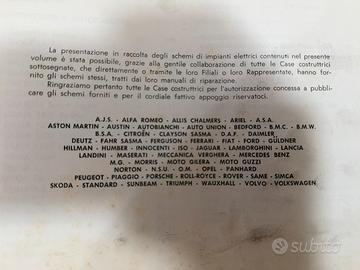 La presentazione in raccolta degli schemi di impianti elettrici contenuti nel presente
volume è stata possibile, grazie alla gentile collaborazione di tutte le Case costruttrici
sottosegnate, che direttamente o tramite le loro Filiali o loro Rappresentate, hanno for-
nito gli schemi stessi, tratti dai loro manuali di riparazione.
Ringraziamo pertanto tutte le Case costruttrici per l'autorizzazione concessa a pubbli-
care gli schemi forniti e per il cordiale fattivo appoggio riservatoci.
A.J.S. - ALFA ROMEO - ALLIS CHALMERS - ARIEL - A.S.A.
ASTON MARTIN - AUSTIN - AUTOBIANCHI - AUTO UNION - BEDFORD - B.M.C. - B.M.W.
B.S.A. - CITROËN - CLAYSON SASMA - D.A.F. - DAIMLER
DEUTZ - FAHR SASMA - FERGUSON - FERRARI - FIAT - FORD - GÜLDNER
HILLMAN - HUMBER - INNOCENTI - ISO - JAGUAR - LAMBORGHINI - LANCIA
LANDINI - MASERATI - MECCANICA VERGHERA - MERCEDES BENZ
M.G. - MORRIS - MOTO GILERA - MOTO GUZZI
NORTON - N.S.U. - O.M. - OPEL - PANHARD
PEUGEOT - PIAGGIO - PORSCHE - ROLL-ROYCE - ROVER - SAME - SIMCA
SKODA - STANDARD - SUNBEAM - TRIUMPH - WAUXHALL - VOLVO - VOLKSWAGEN
subito